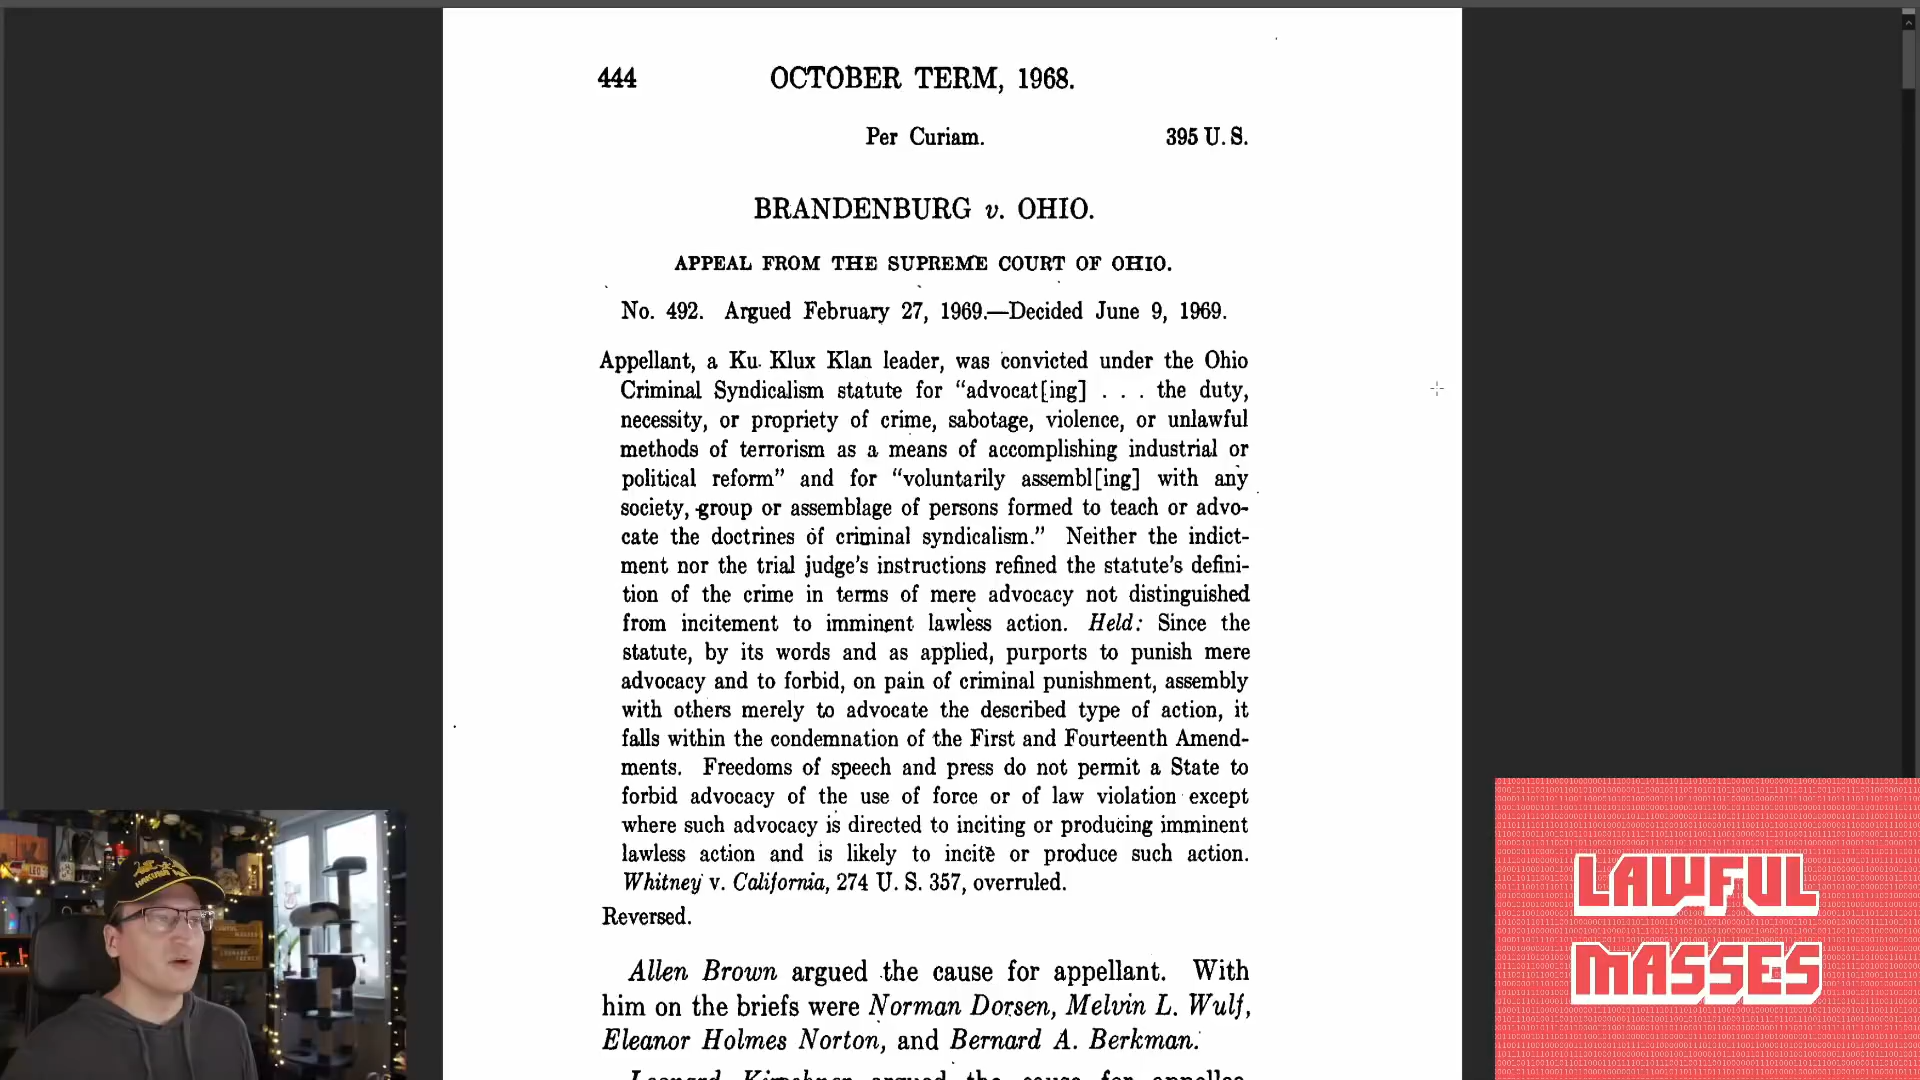 444 OCTOBER TERM, 1968.
Per Curiam. 395 U. S.
BRANDENBURG v. OHIO.
APPEAL FROM THE SUPREME COURT OF OHIO.
No. 492. Argued February 27, 1969.—Decided June 9, 1969.
Appellant, a Ku Klux Klan leader, was convicted under the Ohio
Criminal Syndicalism statute for “advocat[ing] . . . the duty,
necessity, or propriety of crime, sabotage, violence, or unlawful
methods of terrorism as a means of accomplishing industrial or
political reform” and for “voluntarily assembl[ing] with any
society, group or assemblage of persons formed to teach or advo-
cate the doctrines of criminal syndicalism.” Neither the indict-
ment nor the trial judge’s instructions refined the statute’s defini-
tion of the crime in terms of mere advocacy not distinguished
from incitement to imminent lawless action. Held: Since the
statute, by its words and as applied, purports to punish mere
advocacy and to forbid, on pain of criminal punishment, assembly
with others merely to advocate the described type of action, it
falls within the condemnation of the First and Fourteenth Amend-
ments. Freedoms of speech and press do not permit a State to
forbid advocacy of the use of force or of law violation except
where such advocacy is directed to inciting or producing imminent
lawless action and is likely to incite or produce such action.
Whitney v. California, 274 U. S. 357, overruled.
Reversed.
Allen Brown argued the cause for appellant. With
him on the briefs were Norman Dorsen, Melvin L. Wulf,
Eleanor Holmes Norton, and Bernard A. Berkman.
argued the cause for appellee.
LAWFUL
MASSES